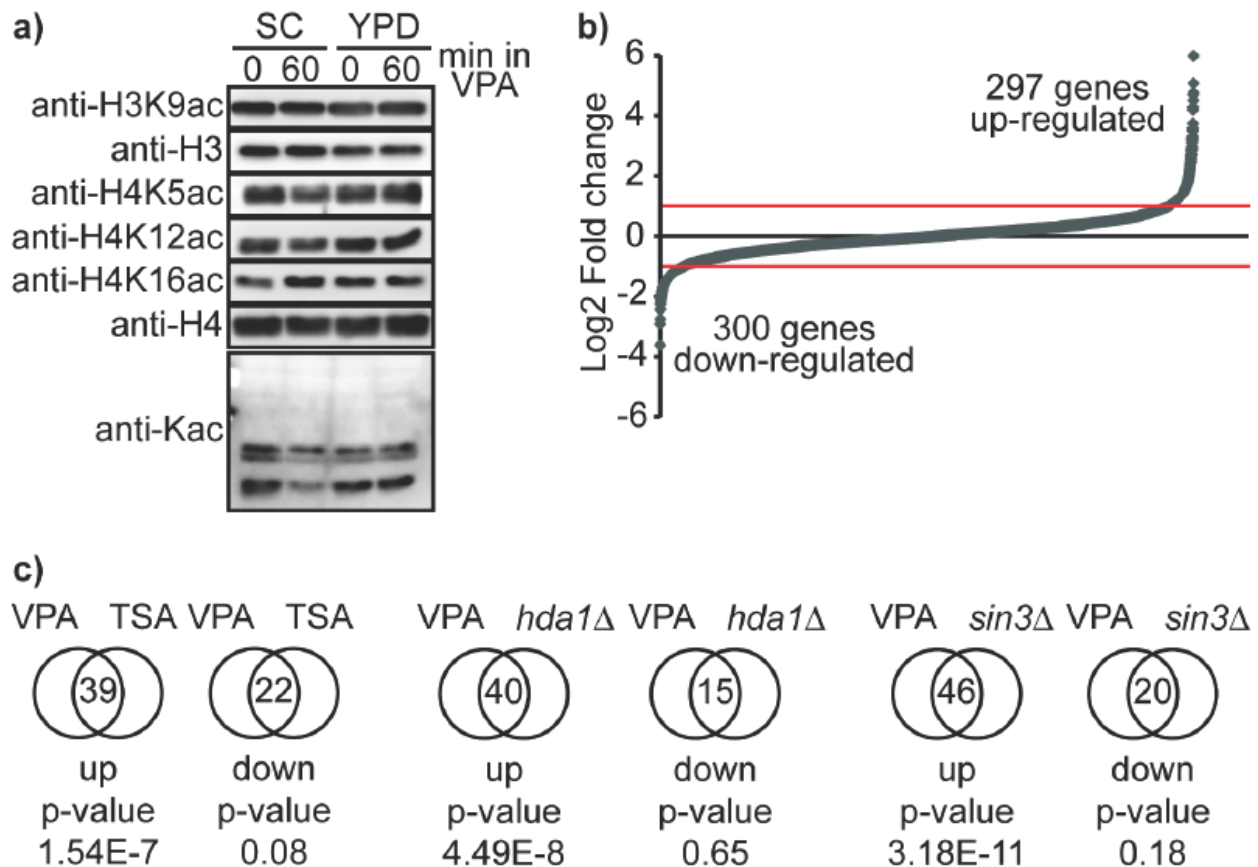 a)
SC YPD
0 60 0 60 min in
VPA
anti-H3K9ac
anti-H3
anti-H4K5ac
anti-H4K12ac
anti-H4K16ac
anti-H4
anti-Kac
b)
Log2 Fold change
6
4
2
0
-2
-4
-6
297 genes
up-regulated
300 genes
down-regulated
c)
VPA TSA VPA TSA VPA hda1Δ VPA hda1Δ VPA sin3Δ VPA sin3Δ
39 22 40 15 46 20
up down up down up down
p-value p-value p-value p-value p-value p-value
1.54E-7 0.08 4.49E-8 0.65 3.18E-11 0.18